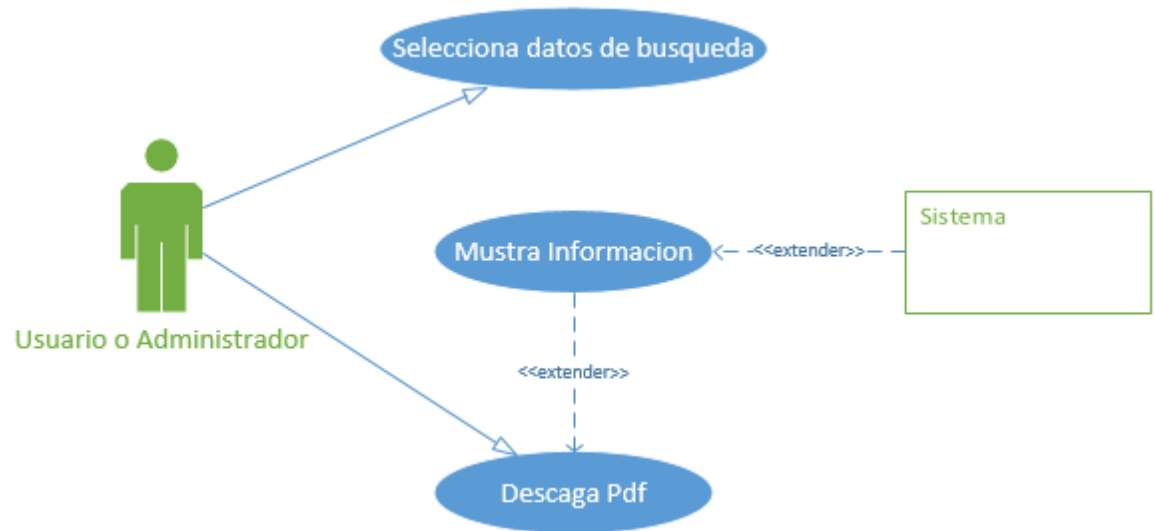 Selecciona datos de busqueda
Sistema
Mustra Informacion
<<extender>>
Usuario o Administrador
<<extender>>
Descaga Pdf